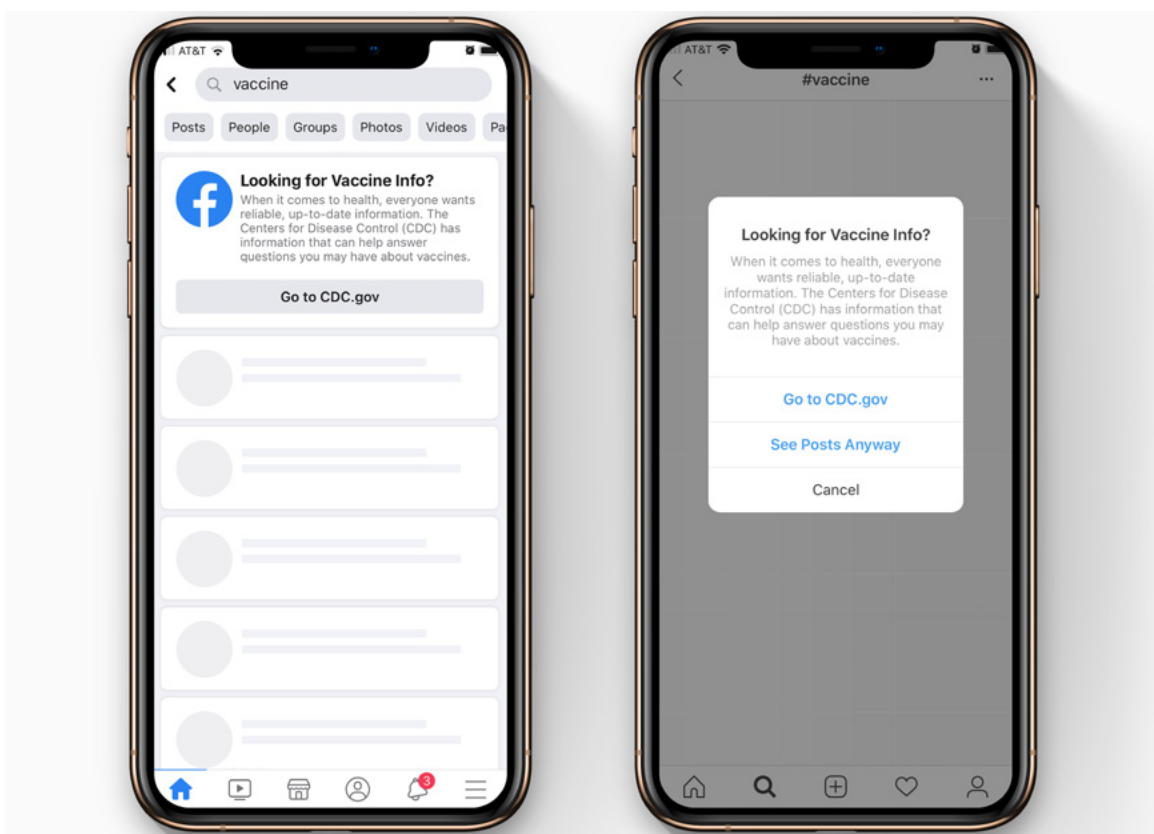 AT&T
vaccine
Posts People Groups Photos Videos Pa
Looking for Vaccine Info?
When it comes to health, everyone wants
reliable, up-to-date information. The
Centers for Disease Control (CDC) has
information that can help answer
questions you may have about vaccines.
Go to CDC.gov
3
AT&T
#vaccine
Looking for Vaccine Info?
When it comes to health, everyone
wants reliable, up-to-date
information. The Centers for Disease
Control (CDC) has information that
can help answer questions you may
have about vaccines.
Go to CDC.gov
See Posts Anyway
Cancel